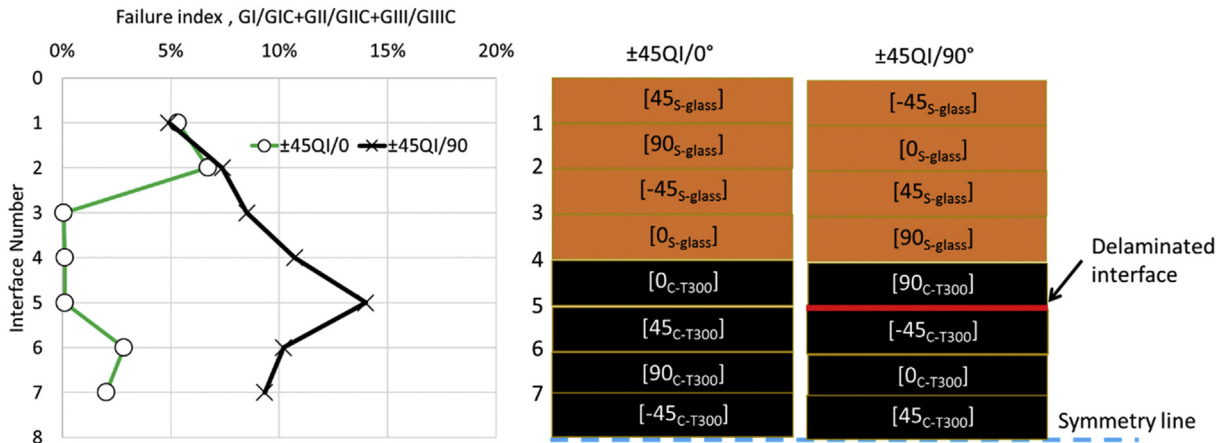 Failure index , GI/GIC+GII/GIIC+GIII/GIIIC
0% 5% 10% 15% 20%
Interface Number
0
1
2
3
4
5
6
7
8
±45QI/0 ±45QI/90
±45QI/0°
[45S-glass]
[90S-glass]
[-45S-glass]
[0S-glass]
[0C-T300]
[45C-T300]
[90C-T300]
[-45C-T300]
1
2
3
4
5
6
7
±45QI/90°
[-45S-glass]
[0S-glass]
[45S-glass]
[90S-glass]
[90C-T300]
[-45C-T300]
[0C-T300]
[45C-T300]
Delaminated
interface
Symmetry line